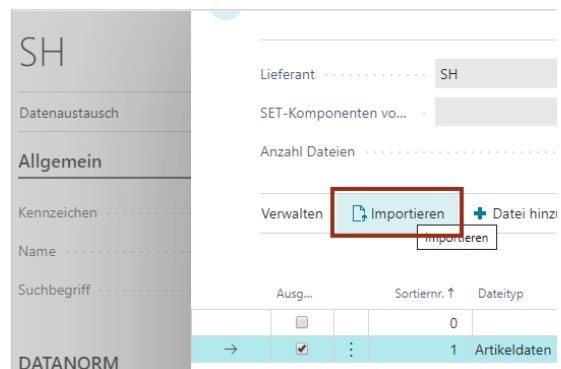 SH
Datenaustausch
Allgemein
Kennzeichen
Name
Suchbegriff
DATANORM
Lieferant SH
SET-Komponenten vo...
Anzahl Dateien
Verwalten Importieren Datei hinzu
Importieren
Ausg... Sortiernr. ↑ Dateityp
0
→ 1 Artikeldaten